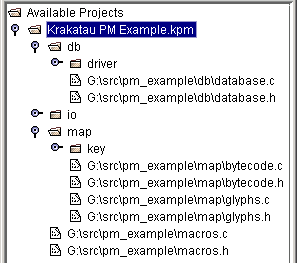 Available Projects
Krakatau PM Example.kpm
db
driver
G:\src\pm_example\db\database.c
G:\src\pm_example\db\database.h
io
map
key
G:\src\pm_example\map\bytecode.c
G:\src\pm_example\map\bytecode.h
G:\src\pm_example\map\glyphs.c
G:\src\pm_example\map\glyphs.h
G:\src\pm_example\macros.c
G:\src\pm_example\macros.h